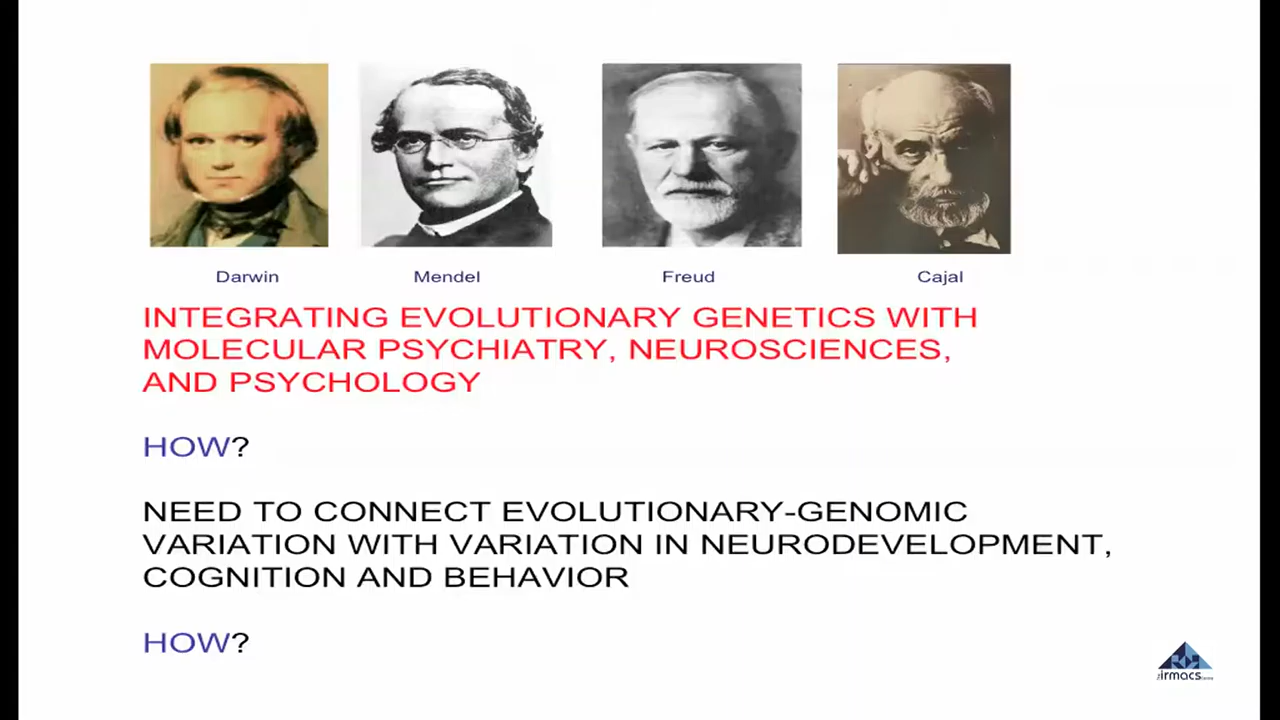 Darwin Mendel Freud Cajal
INTEGRATING EVOLUTIONARY GENETICS WITH
MOLECULAR PSYCHIATRY, NEUROSCIENCES,
AND PSYCHOLOGY
HOW?
NEED TO CONNECT EVOLUTIONARY-GENOMIC
VARIATION WITH VARIATION IN NEURODEVELOPMENT,
COGNITION AND BEHAVIOR
HOW?
irmacs